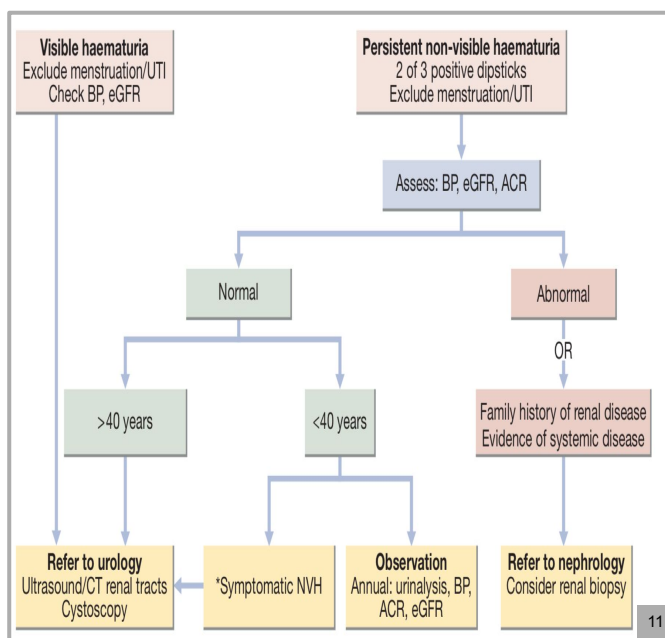 Visible haematuria
Exclude menstruation/UTI
Check BP, eGFR
Persistent non-visible haematuria
2 of 3 positive dipsticks
Exclude menstruation/UTI
Assess: BP, eGFR, ACR
Normal
Abnormal
OR
>40 years
<40 years
Family history of renal disease
Evidence of systemic disease
Refer to urology
Ultrasound/CT renal tracts
Cystoscopy
*Symptomatic NVH
Observation
Annual: urinalysis, BP,
ACR, eGFR
Refer to nephrology
Consider renal biopsy
11